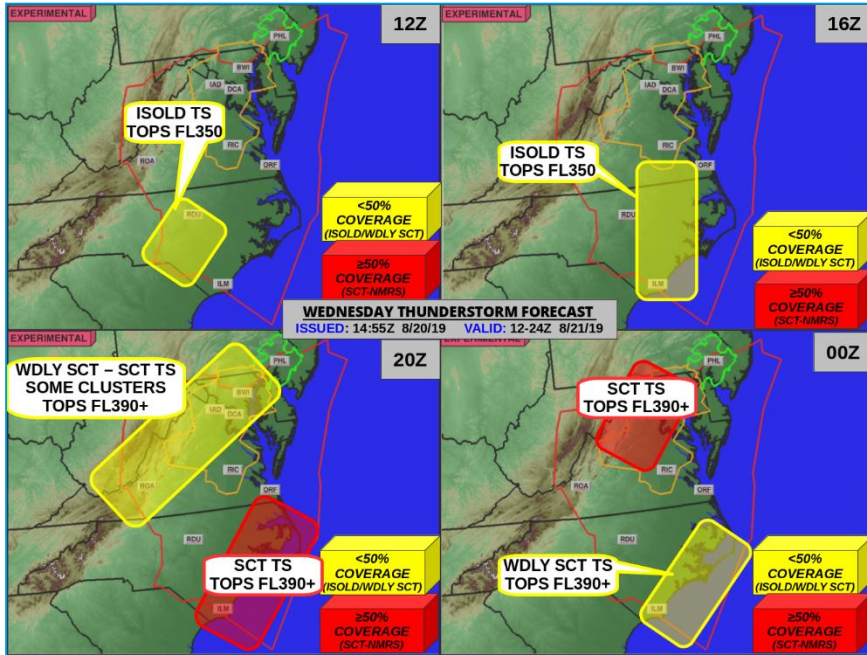 EXPERIMENTAL
12Z
PHL
BWI
IAD
DCA
ISOLD TS
TOPS FL350
RIC
ROA
ORF
RDU
ILM
<50%
COVERAGE
(ISOLD/WDLY SCT)
≥50%
COVERAGE
(SCT-NMRS)
EXPERIMENTAL
16Z
PHL
BWI
IAD
DCA
RIC
ISOLD TS
TOPS FL350
ROA
ORF
RDU
ILM
<50%
COVERAGE
(ISOLD/WDLY SCT)
≥50%
COVERAGE
(SCT-NMRS)
WEDNESDAY THUNDERSTORM FORECAST
ISSUED: 14:55Z 8/20/19 VALID: 12-24Z 8/21/19
EXPERIMENTAL
20Z
PHL
WDLY SCT – SCT TS
SOME CLUSTERS
TOPS FL390+
BWI
IAD
DCA
RIC
ROA
ORF
RDU
SCT TS
TOPS FL390+
ILM
<50%
COVERAGE
(ISOLD/WDLY SCT)
≥50%
COVERAGE
(SCT-NMRS)
EXPERIMENTAL
00Z
PHL
SCT TS
TOPS FL390+
RIC
ROA
ORF
RDU
WDLY SCT TS
TOPS FL390+
ILM
<50%
COVERAGE
(ISOLD/WDLY SCT)
≥50%
COVERAGE
(SCT-NMRS)